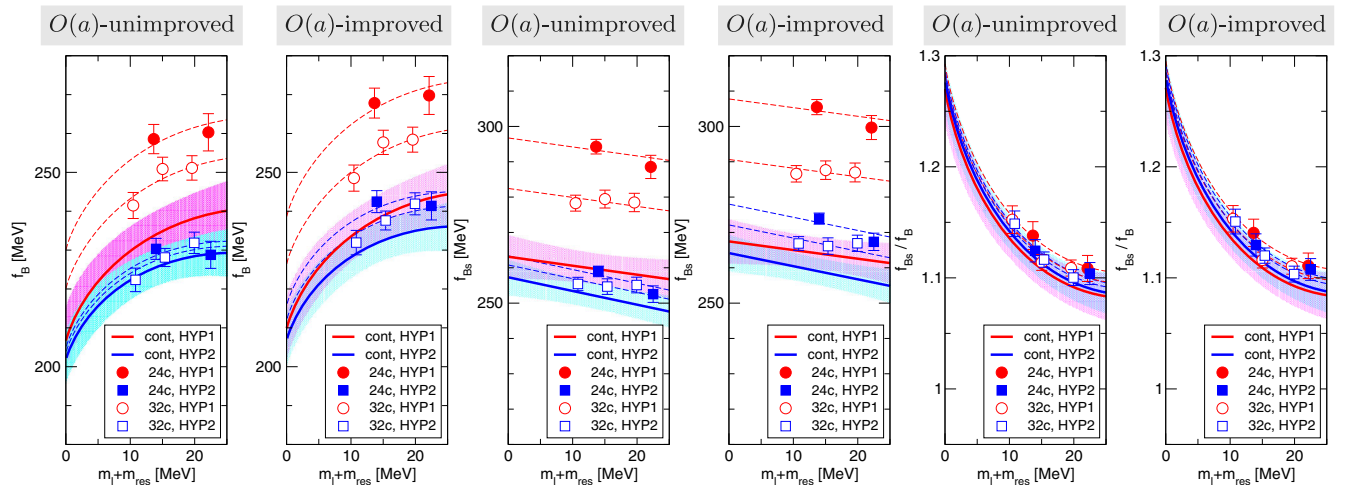 O(a)-unimproved
O(a)-improved
O(a)-unimproved
O(a)-improved
O(a)-unimproved
O(a)-improved
f_B [MeV]
250
200
cont, HYP1
cont, HYP2
24c, HYP1
24c, HYP2
32c, HYP1
32c, HYP2
0 10 20
m_l+m_res [MeV]
f_B [MeV]
250
200
cont, HYP1
cont, HYP2
24c, HYP1
24c, HYP2
32c, HYP1
32c, HYP2
0 10 20
m_l+m_res [MeV]
f_Bs [MeV]
300
250
cont, HYP1
cont, HYP2
24c, HYP1
24c, HYP2
32c, HYP1
32c, HYP2
0 10 20
m_l+m_res [MeV]
f_Bs [MeV]
300
250
cont, HYP1
cont, HYP2
24c, HYP1
24c, HYP2
32c, HYP1
32c, HYP2
0 10 20
m_l+m_res [MeV]
f_Bs / f_B
1.3
1.2
1.1
1
cont, HYP1
cont, HYP2
24c, HYP1
24c, HYP2
32c, HYP1
32c, HYP2
0 10 20
m_l+m_res [MeV]
f_Bs / f_B
1.3
1.2
1.1
1
cont, HYP1
cont, HYP2
24c, HYP1
24c, HYP2
32c, HYP1
32c, HYP2
0 10 20
m_l+m_res [MeV]